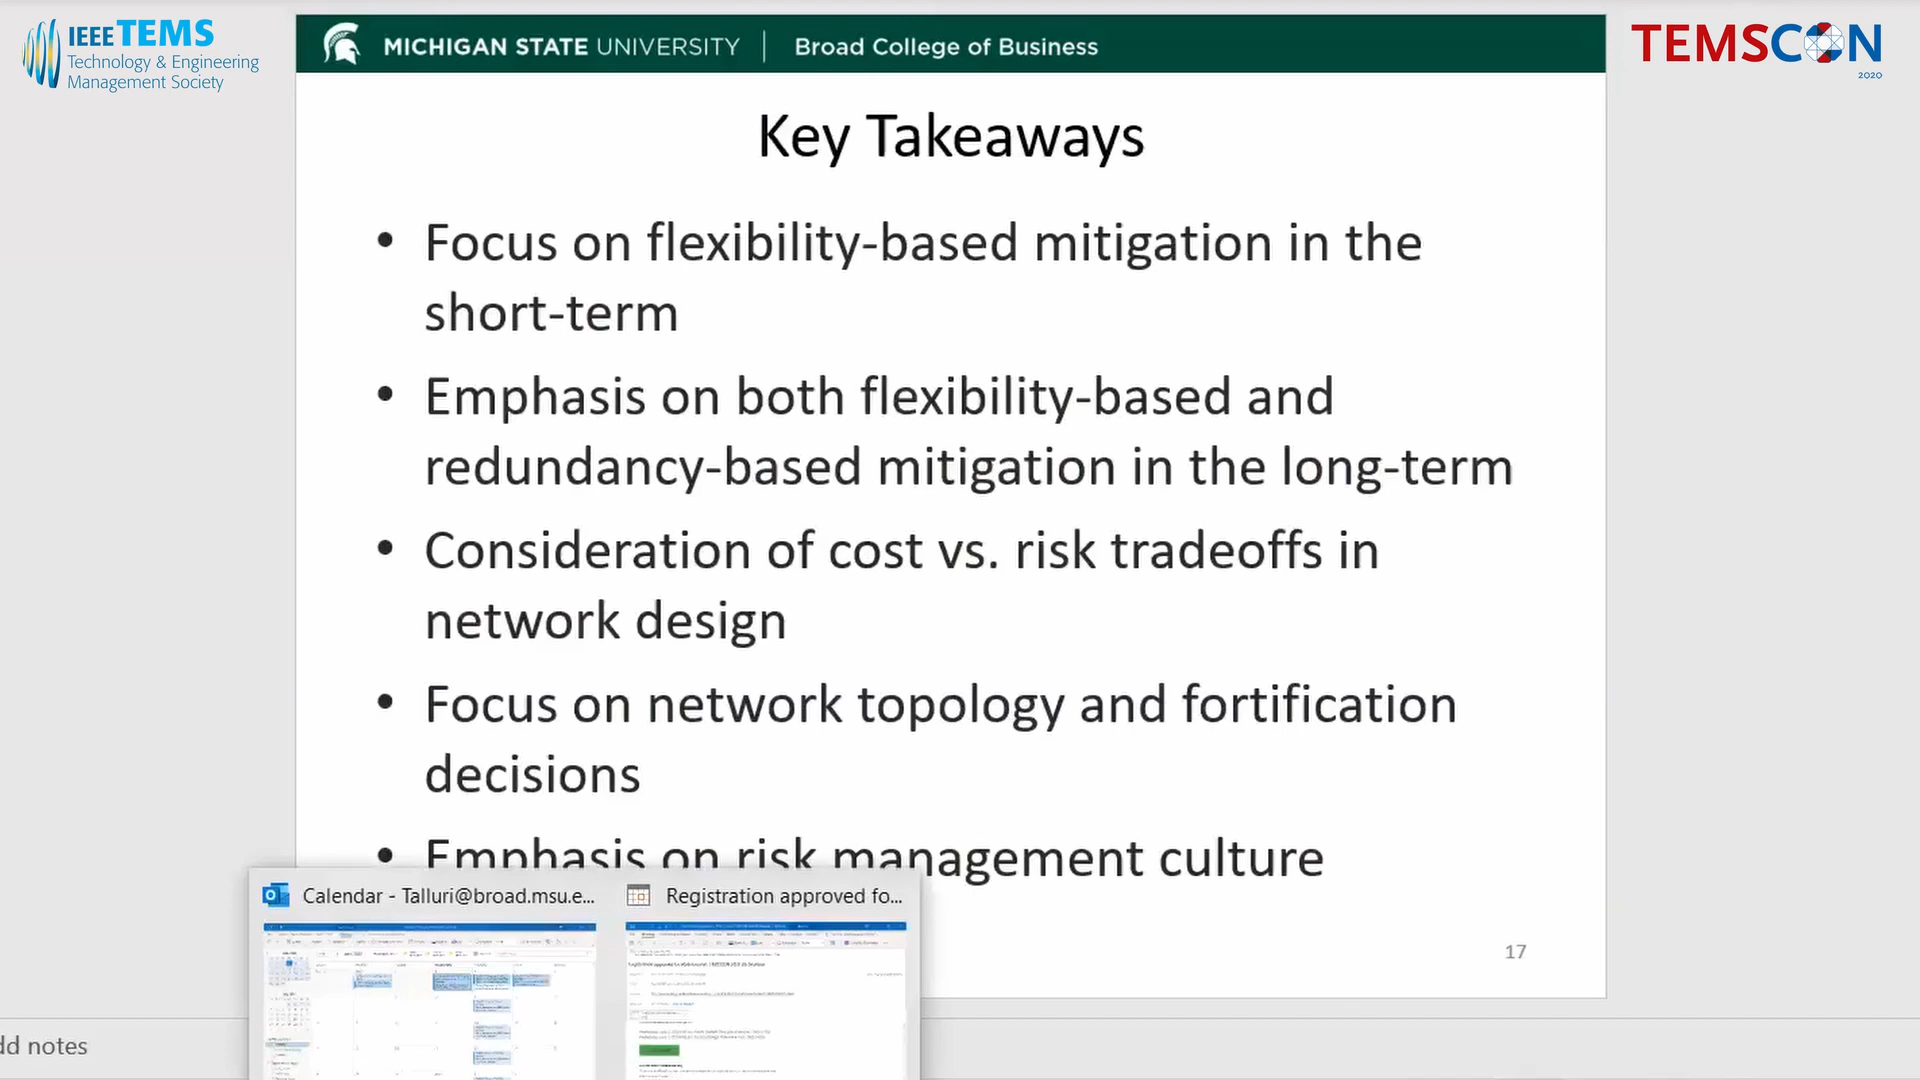 IEEE TEMS
Technology & Engineering
Management Society
MICHIGAN STATE UNIVERSITY | Broad College of Business
TEMSCON
2020
Key Takeaways
• Focus on flexibility-based mitigation in the
short-term
• Emphasis on both flexibility-based and
redundancy-based mitigation in the long-term
• Consideration of cost vs. risk tradeoffs in
network design
• Focus on network topology and fortification
decisions
• Emphasis on risk management culture
Calendar - Talluri@broad.msu.e...
Registration approved fo...
17
dd notes